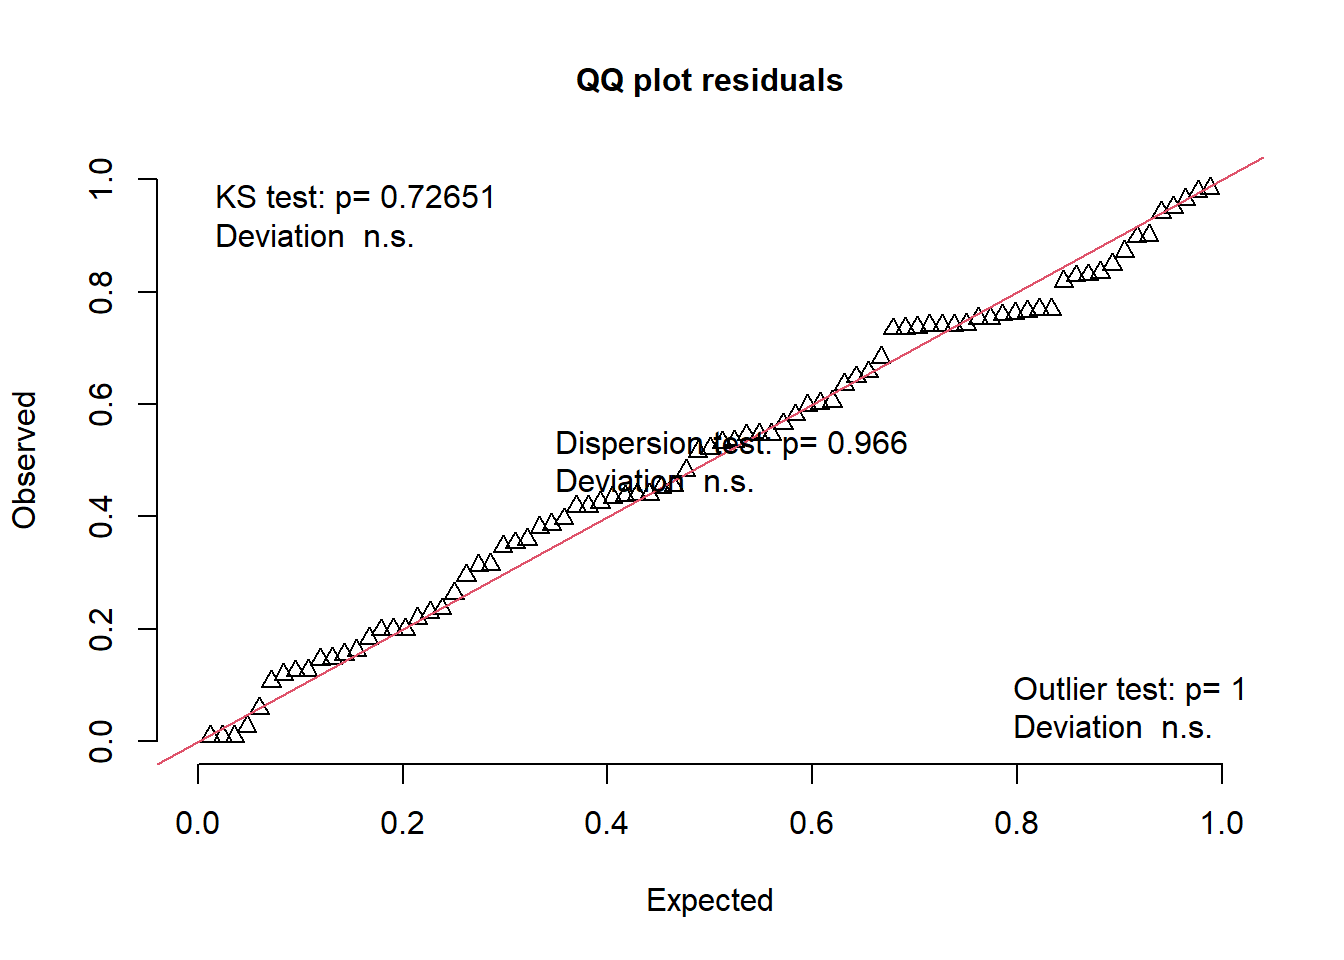 QQ plot residuals
KS test: p= 0.72651
Deviation  n.s.
Dispersion test: p= 0.966
Deviation  n.s.
Outlier test: p= 1
Deviation  n.s.
Observed
0.0
0.2
0.4
0.6
0.8
1.0
0.0 0.2 0.4 0.6 0.8 1.0
Expected